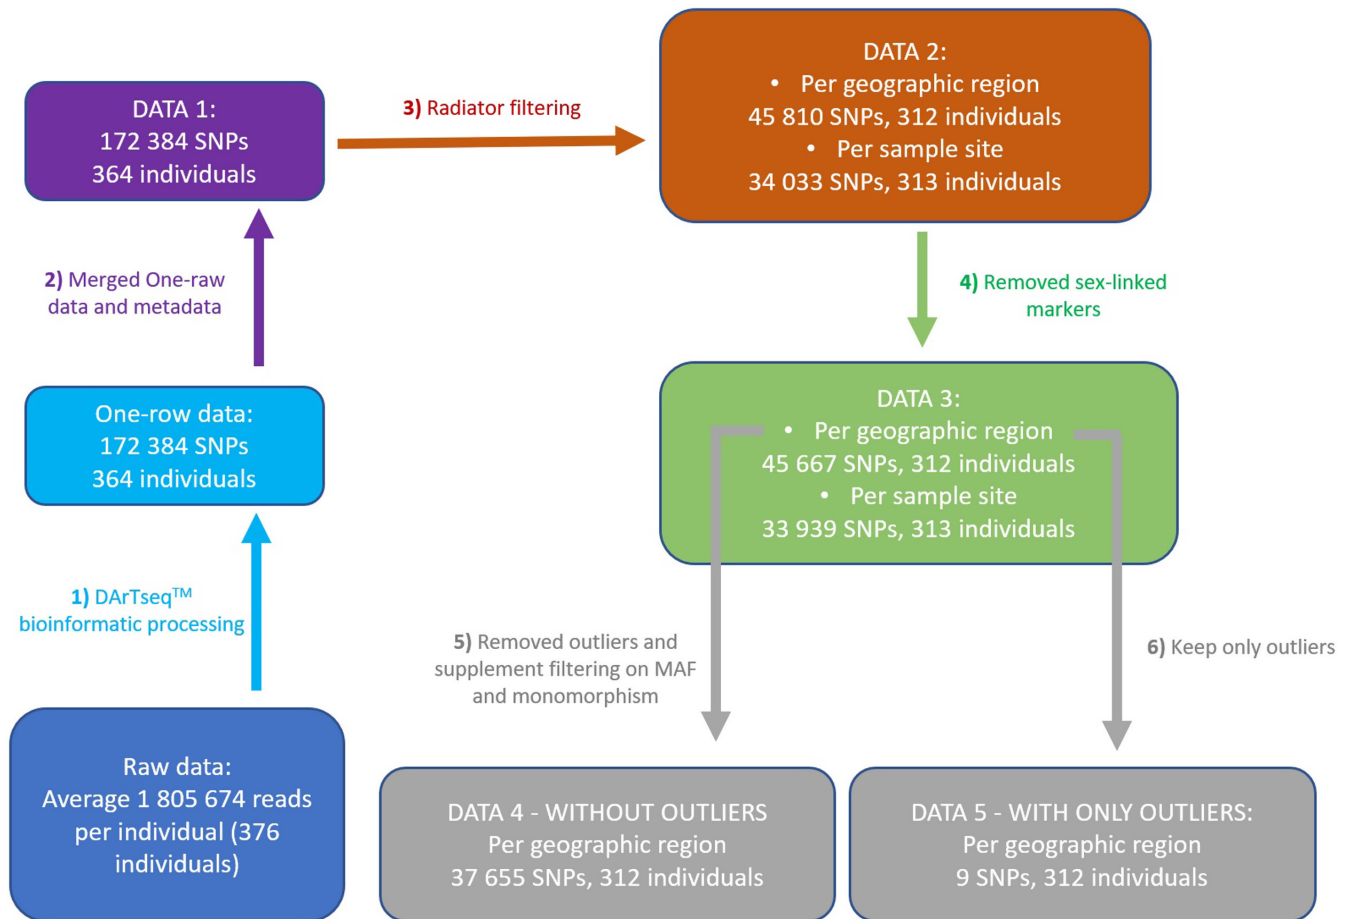 DATA 1:
172 384 SNPs
364 individuals
3) Radiator filtering
DATA 2:
• Per geographic region
45 810 SNPs, 312 individuals
• Per sample site
34 033 SNPs, 313 individuals
2) Merged One-raw
data and metadata
4) Removed sex-linked
markers
One-row data:
172 384 SNPs
364 individuals
DATA 3:
• Per geographic region
45 667 SNPs, 312 individuals
• Per sample site
33 939 SNPs, 313 individuals
1) DArTseq™
bioinformatic processing
5) Removed outliers and
supplement filtering on MAF
and monomorphism
6) Keep only outliers
Raw data:
Average 1 805 674 reads
per individual (376
individuals)
DATA 4 - WITHOUT OUTLIERS
Per geographic region
37 655 SNPs, 312 individuals
DATA 5 - WITH ONLY OUTLIERS:
Per geographic region
9 SNPs, 312 individuals